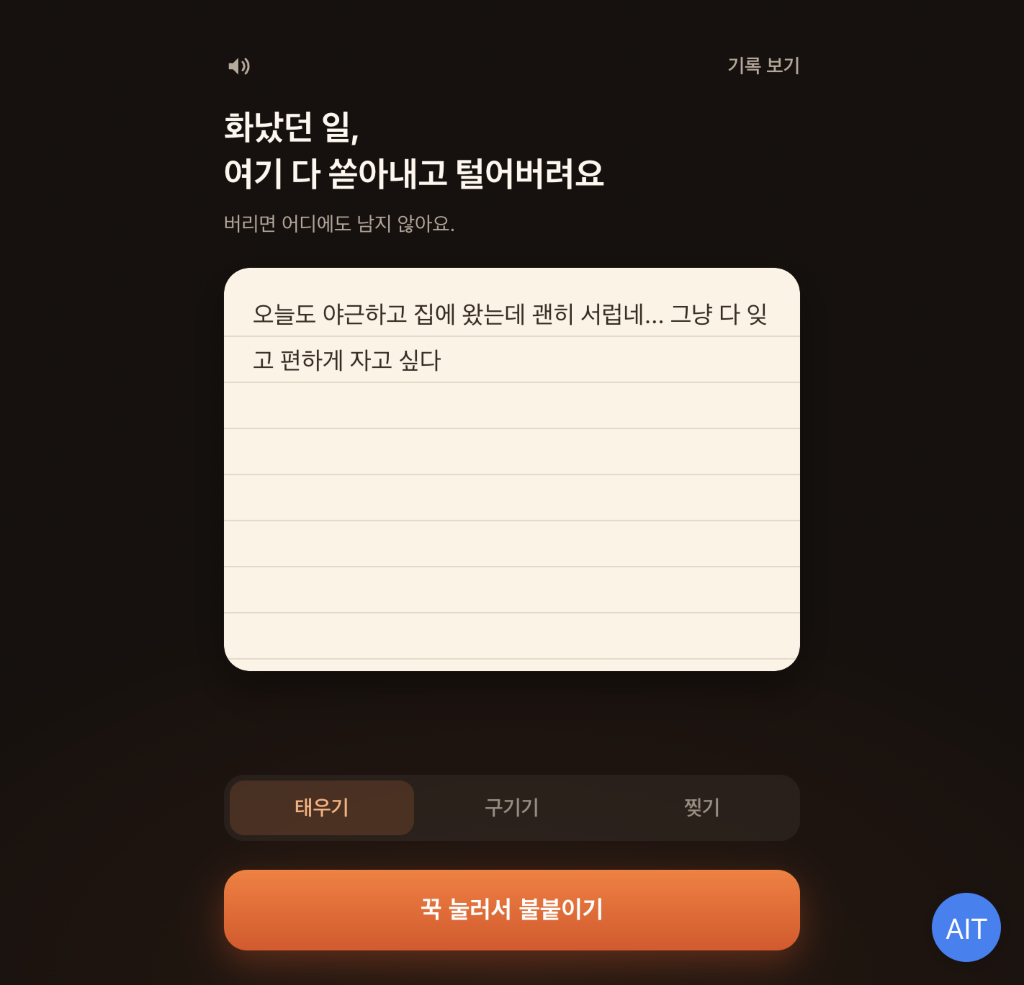 기록 보기
화났던 일,
여기 다 쏟아내고 털어버려요
버리면 어디에도 남지 않아요.
오늘도 야근하고 집에 왔는데 괜히 서럽네... 그냥 다 잊
고 편하게 자고 싶다
태우기 구기기 찢기
꾹 눌러서 불붙이기
AIT